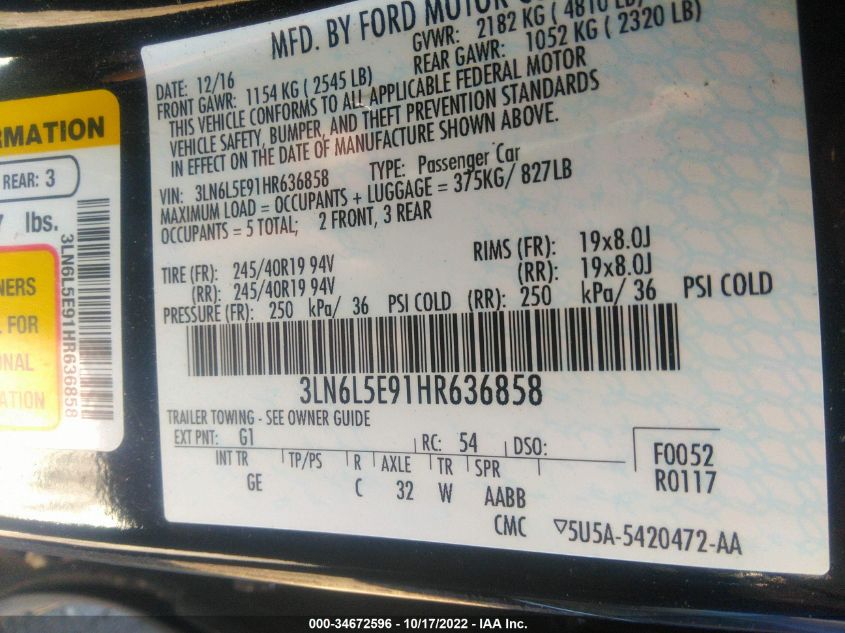 MFD. BY FORD MOTOR
DATE: 12/16 GVWR: 2182 KG ( 4810 LB)
FRONT GAWR: 1154 KG ( 2545 LB) REAR GAWR: 1052 KG ( 2320 LB)
THIS VEHICLE CONFORMS TO ALL APPLICABLE FEDERAL MOTOR
VEHICLE SAFETY, BUMPER, AND THEFT PREVENTION STANDARDS
IN EFFECT ON THE DATE OF MANUFACTURE SHOWN ABOVE.
VIN: 3LN6L5E91HR636858 TYPE: Passenger Car
MAXIMUM LOAD = OCCUPANTS + LUGGAGE = 375KG/ 827LB
OCCUPANTS = 5 TOTAL; 2 FRONT, 3 REAR
TIRE (FR): 245/40R19 94V RIMS (FR): 19x8.0J
(RR): 245/40R19 94V (RR): 19x8.0J
PRESSURE (FR): 250 kPa/ 36 PSI COLD (RR): 250 kPa/ 36 PSI COLD
3LN6L5E91HR636858
TRAILER TOWING - SEE OWNER GUIDE
EXT PNT: G1 RC: 54 DSO:
INT TR TP/PS R AXLE TR SPR
GE C 32 W AABB
CMC
F0052
R0117
▽5U5A-5420472-AA
RMATION
REAR: 3
lbs.
3LN6L5E91HR636858
NERS
FOR
ONAL
ATION
000-34672596 - 10/17/2022 - IAA Inc.